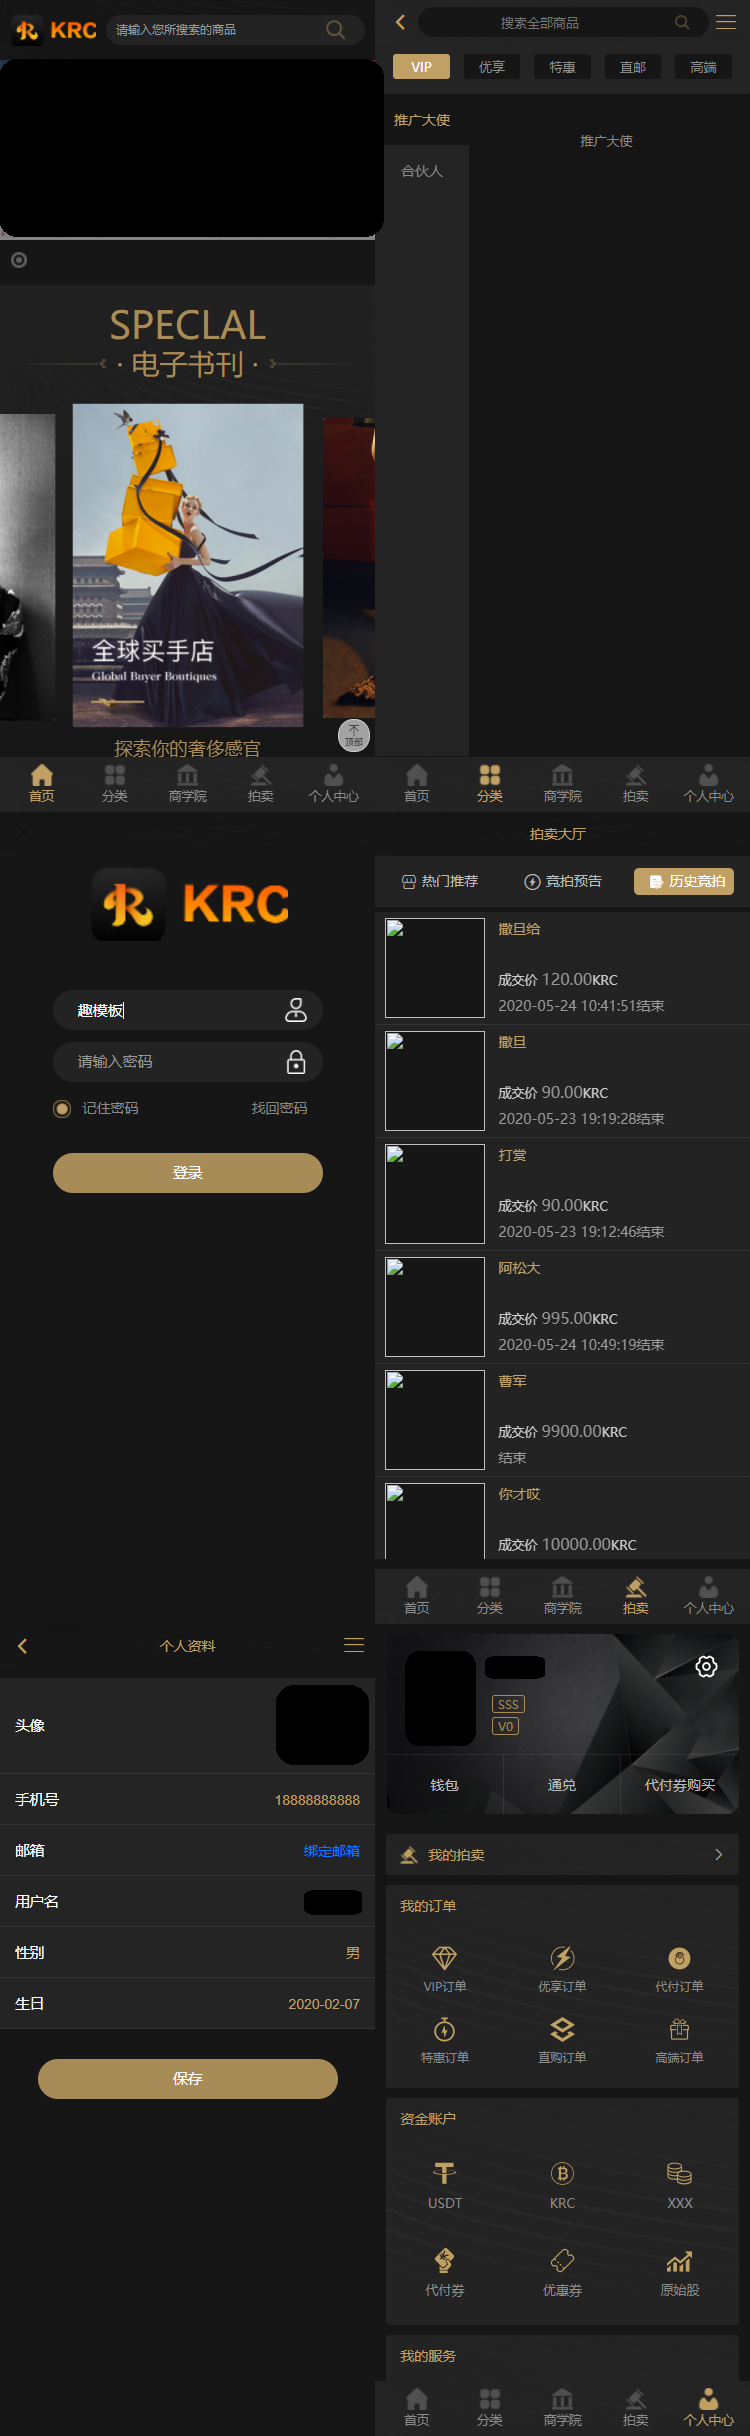 KRC
请输入您所搜索的商品
SPECLAL
· 电子书刊 ·
全球买手店
Global Buyer Boutiques
探索你的奢侈感官
顶部
首页
分类
商学院
拍卖
个人中心
搜索全部商品
VIP
优享
特惠
直邮
高端
推广大使
合伙人
推广大使
首页
分类
商学院
拍卖
个人中心
KRC
趣模板
请输入密码
记住密码
找回密码
登录
拍卖大厅
热门推荐
竞拍预告
历史竞拍
撒旦给
成交价 120.00KRC
2020-05-24 10:41:51结束
撒旦
成交价 90.00KRC
2020-05-23 19:19:28结束
打赏
成交价 90.00KRC
2020-05-23 19:12:46结束
阿松大
成交价 995.00KRC
2020-05-24 10:49:19结束
曹军
成交价 9900.00KRC
结束
你才哎
成交价 10000.00KRC
首页
分类
商学院
拍卖
个人中心
个人资料
头像
手机号
18888888888
邮箱
绑定邮箱
用户名
性别
男
生日
2020-02-07
保存
SSS
V0
钱包
通兑
代付券购买
我的拍卖
我的订单
VIP订单
优享订单
代付订单
特惠订单
直购订单
高端订单
资金账户
USDT
KRC
XXX
代付券
优惠券
原始股
我的服务
首页
分类
商学院
拍卖
个人中心